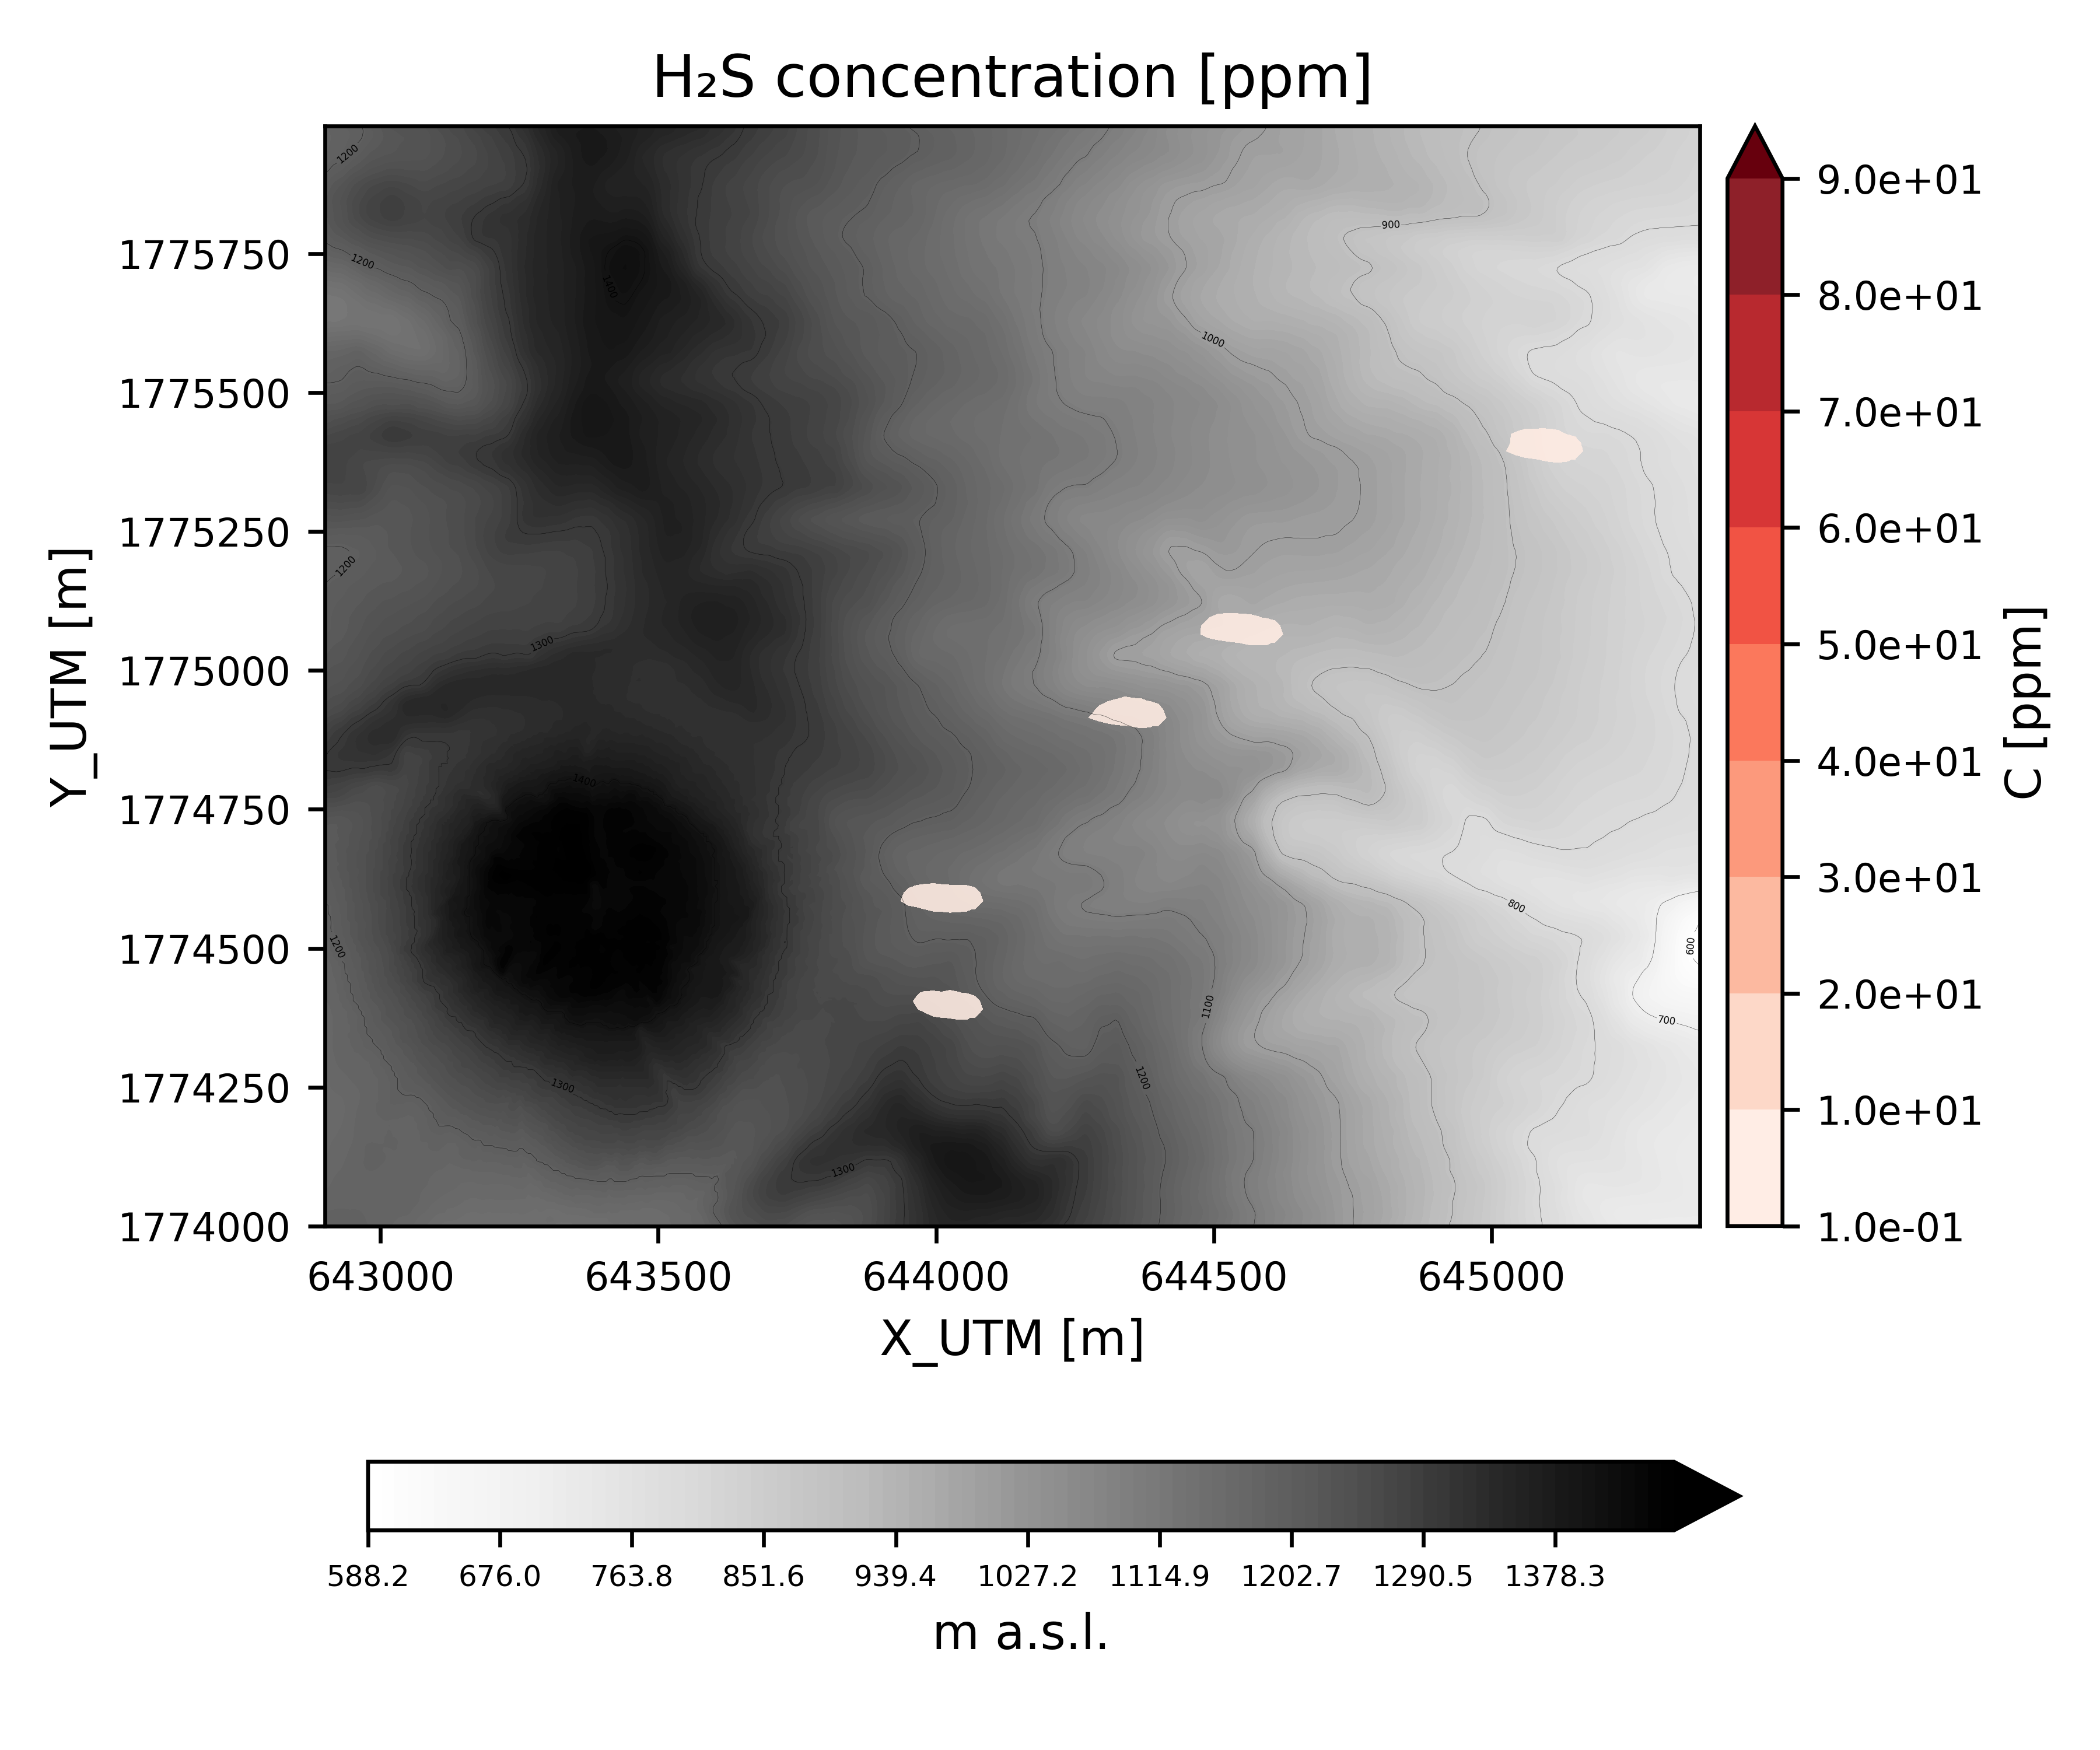 H₂S concentration [ppm]
Y_UTM [m]
1775750
1775500
1775250
1775000
1774750
1774500
1774250
1774000
643000 643500 644000 644500 645000
X_UTM [m]
1200
1200
1400
900
1000
1200
1300
1400
1200
800
600
700
1100
1200
1300
1300
9.0e+01
8.0e+01
7.0e+01
6.0e+01
5.0e+01
4.0e+01
3.0e+01
2.0e+01
1.0e+01
1.0e-01
C [ppm]
588.2 676.0 763.8 851.6 939.4 1027.2 1114.9 1202.7 1290.5 1378.3
m a.s.l.